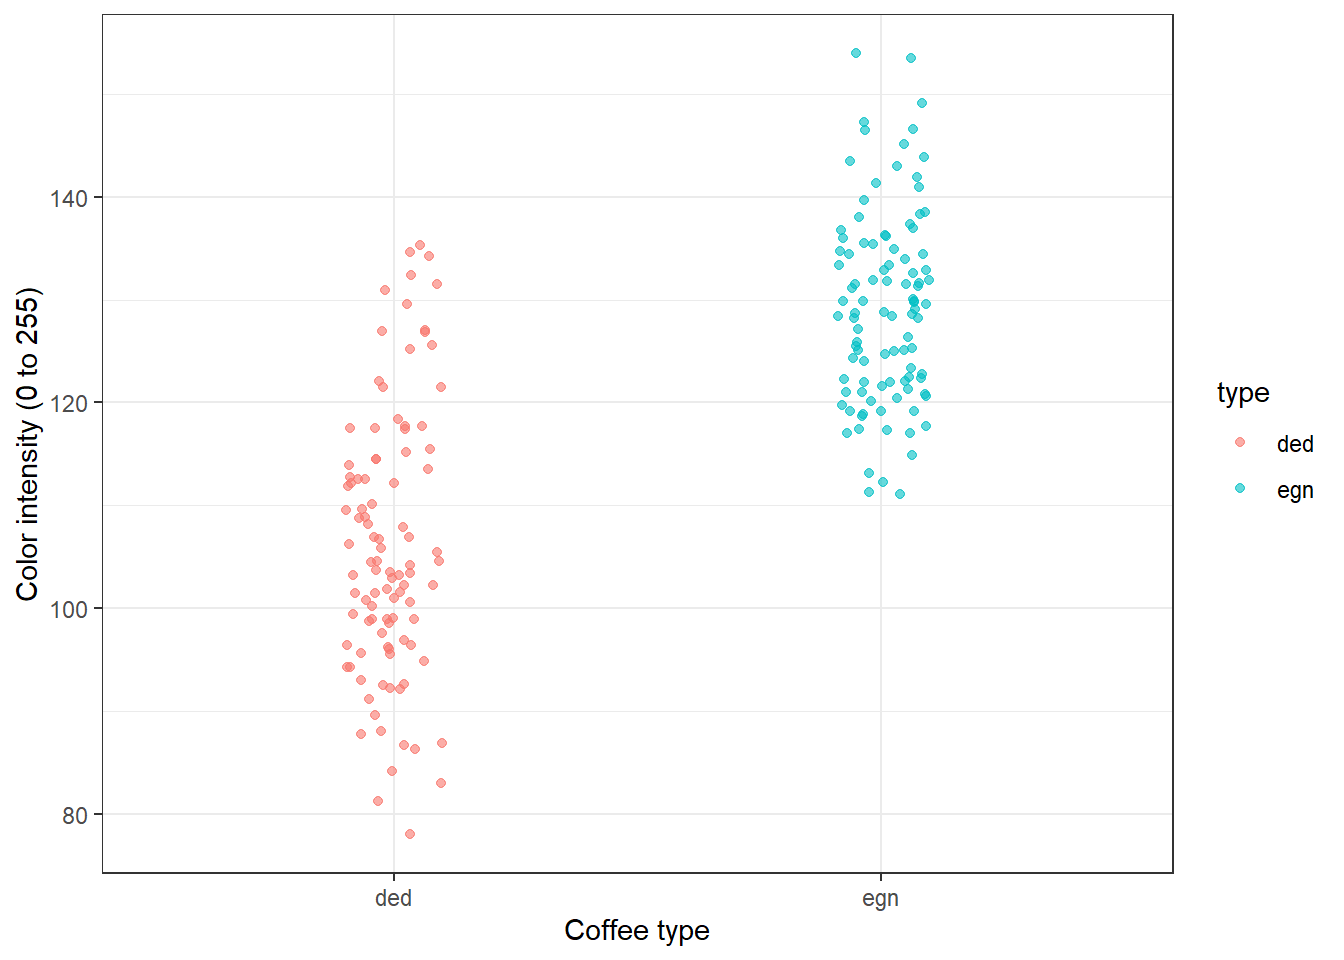 Color intensity (0 to 255)
140
120
100
80
ded
egn
Coffee type
type
ded
egn